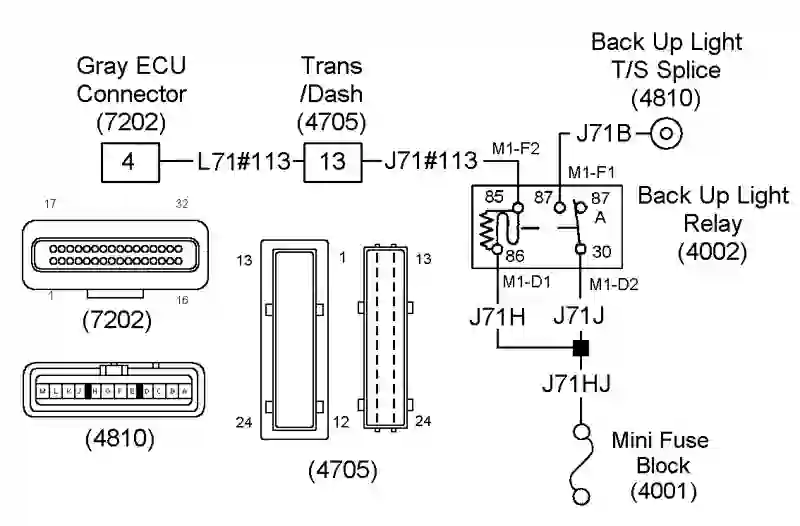 Back Up Light
T/S Splice
(4810)
Gray ECU
Connector
(7202)
Trans
/Dash
(4705)
4
L71#113
13
J71#113
M1-F2
J71B
M1-F1
85
87
87
A
Back Up Light
Relay
(4002)
86
30
M1-D1
M1-D2
J71H
J71J
J71HJ
Mini Fuse
Block
(4001)
17
32
1
16
(7202)
M L K J H G F E D C B A
(4810)
13
24
1
13
12
24
(4705)